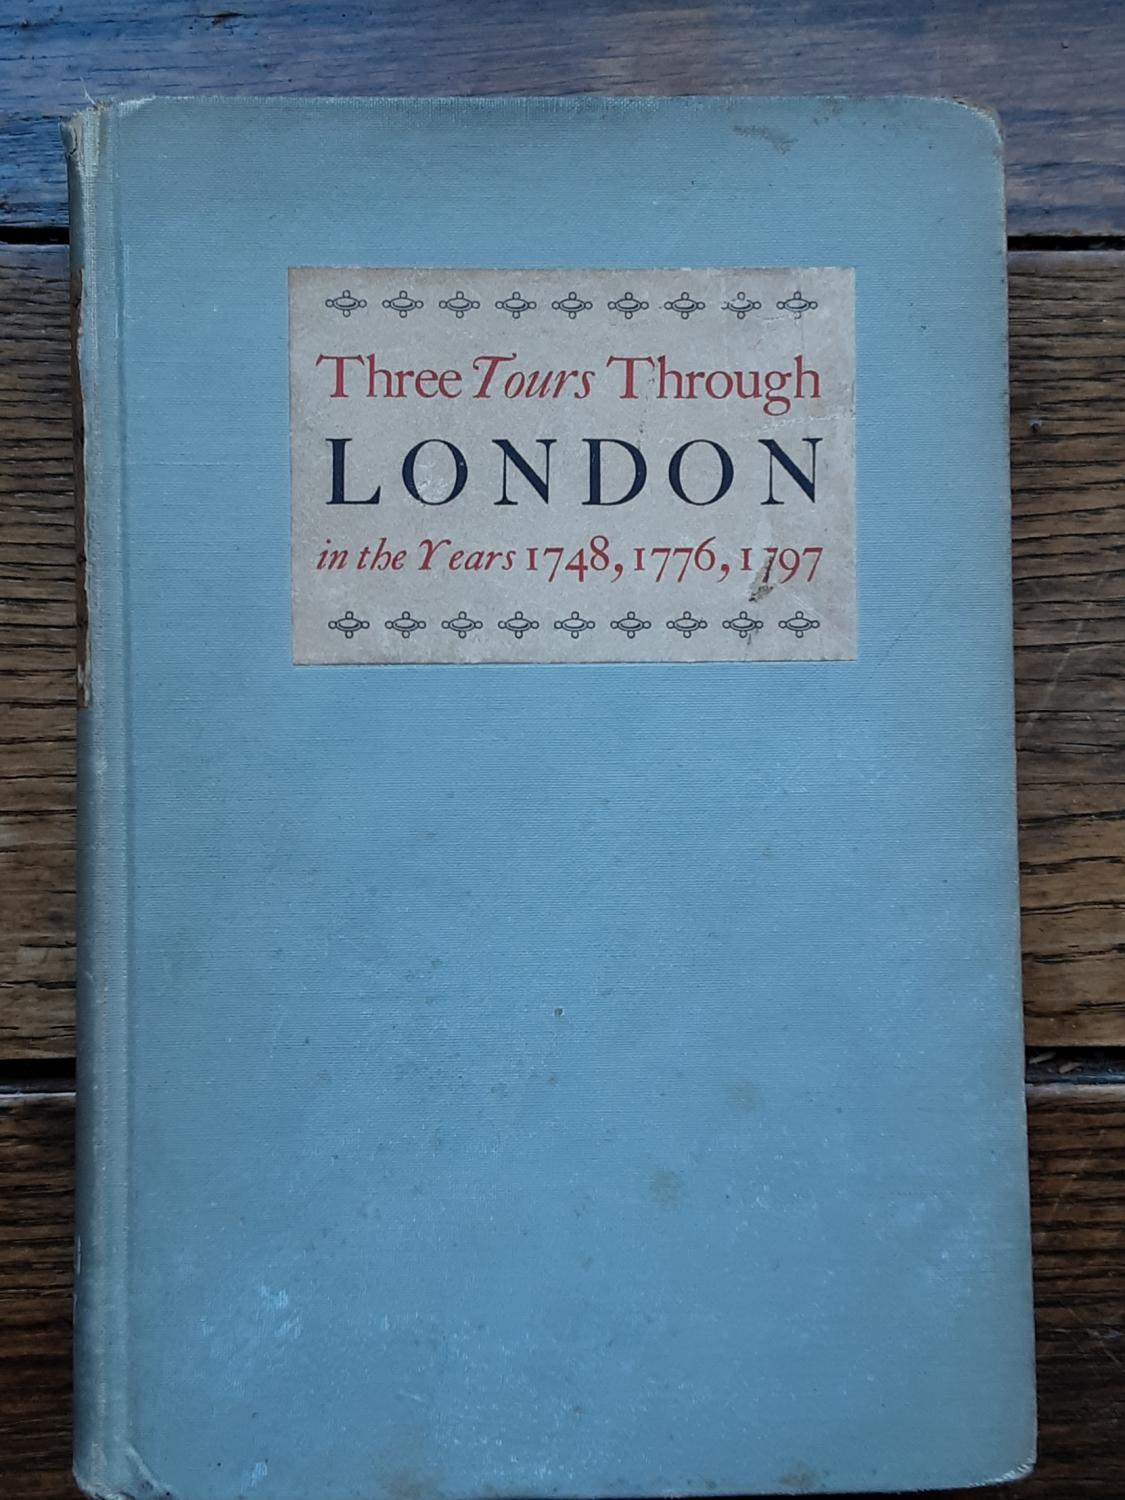 Three Tours Through
LONDON
in the Years 1748, 1776, 1797